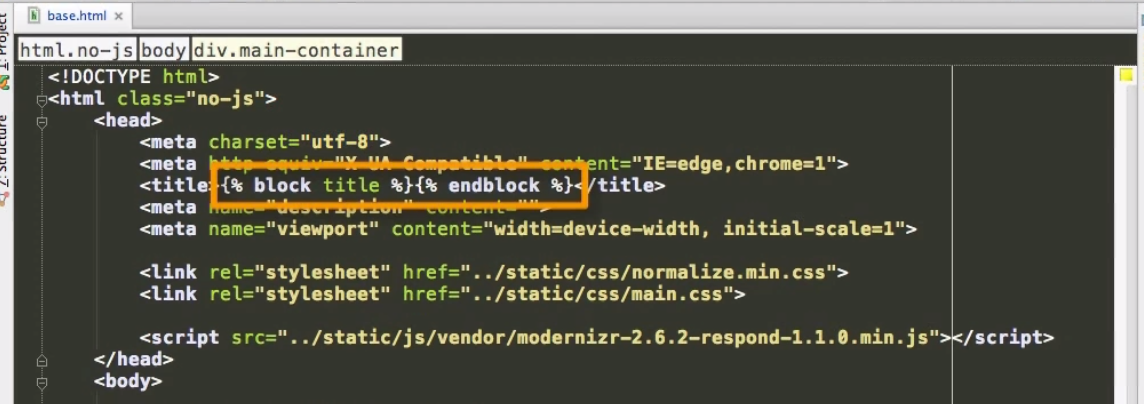 base.html
1: Project
html.no-js body div.main-container
<!DOCTYPE html>
<html class="no-js">
<head>
<meta charset="utf-8">
<meta http-equiv="X-UA-Compatible" content="IE=edge,chrome=1">
<title>{% block title %}{% endblock %}</title>
<meta name="description" content="">
<meta name="viewport" content="width=device-width, initial-scale=1">
<link rel="stylesheet" href="../static/css/normalize.min.css">
<link rel="stylesheet" href="../static/css/main.css">
<script src="../static/js/vendor/modernizr-2.6.2-respond-1.1.0.min.js"></script>
</head>
<body>
Z: Structure